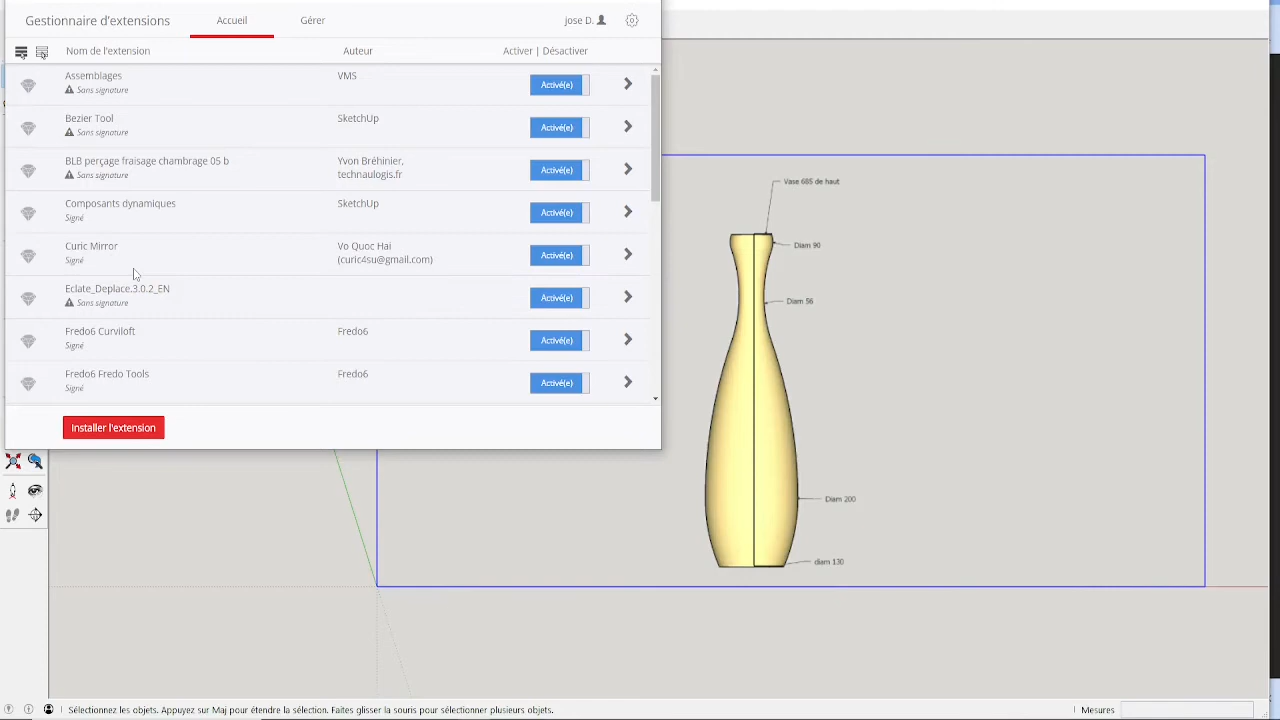 Gestionnaire d'extensions Accueil Gérer jose D.
Nom de l'extension Auteur Activer | Désactiver
Assemblages VMS Activé(e)
Sans signature
Bezier Tool SketchUp Activé(e)
Sans signature
BLB perçage fraisage chambrage 05 b Yvon Bréhinier, Activé(e)
Sans signature technaulogis.fr
Composants dynamiques SketchUp Activé(e)
Signé
Curic Mirror Vo Quoc Hai Activé(e)
Signé (curic4su@gmail.com)
Eclate_Deplace.3.0.2_EN Activé(e)
Sans signature
Fredo6 Curviloft Fredo6 Activé(e)
Signé
Fredo6 Fredo Tools Fredo6 Activé(e)
Signé
Installer l'extension
Vase 685 de haut
Diam 90
Diam 56
Diam 200
diam 130
Sélectionnez les objets. Appuyez sur Maj pour étendre la sélection. Faites glisser la souris pour sélectionner plusieurs objets. Mesures